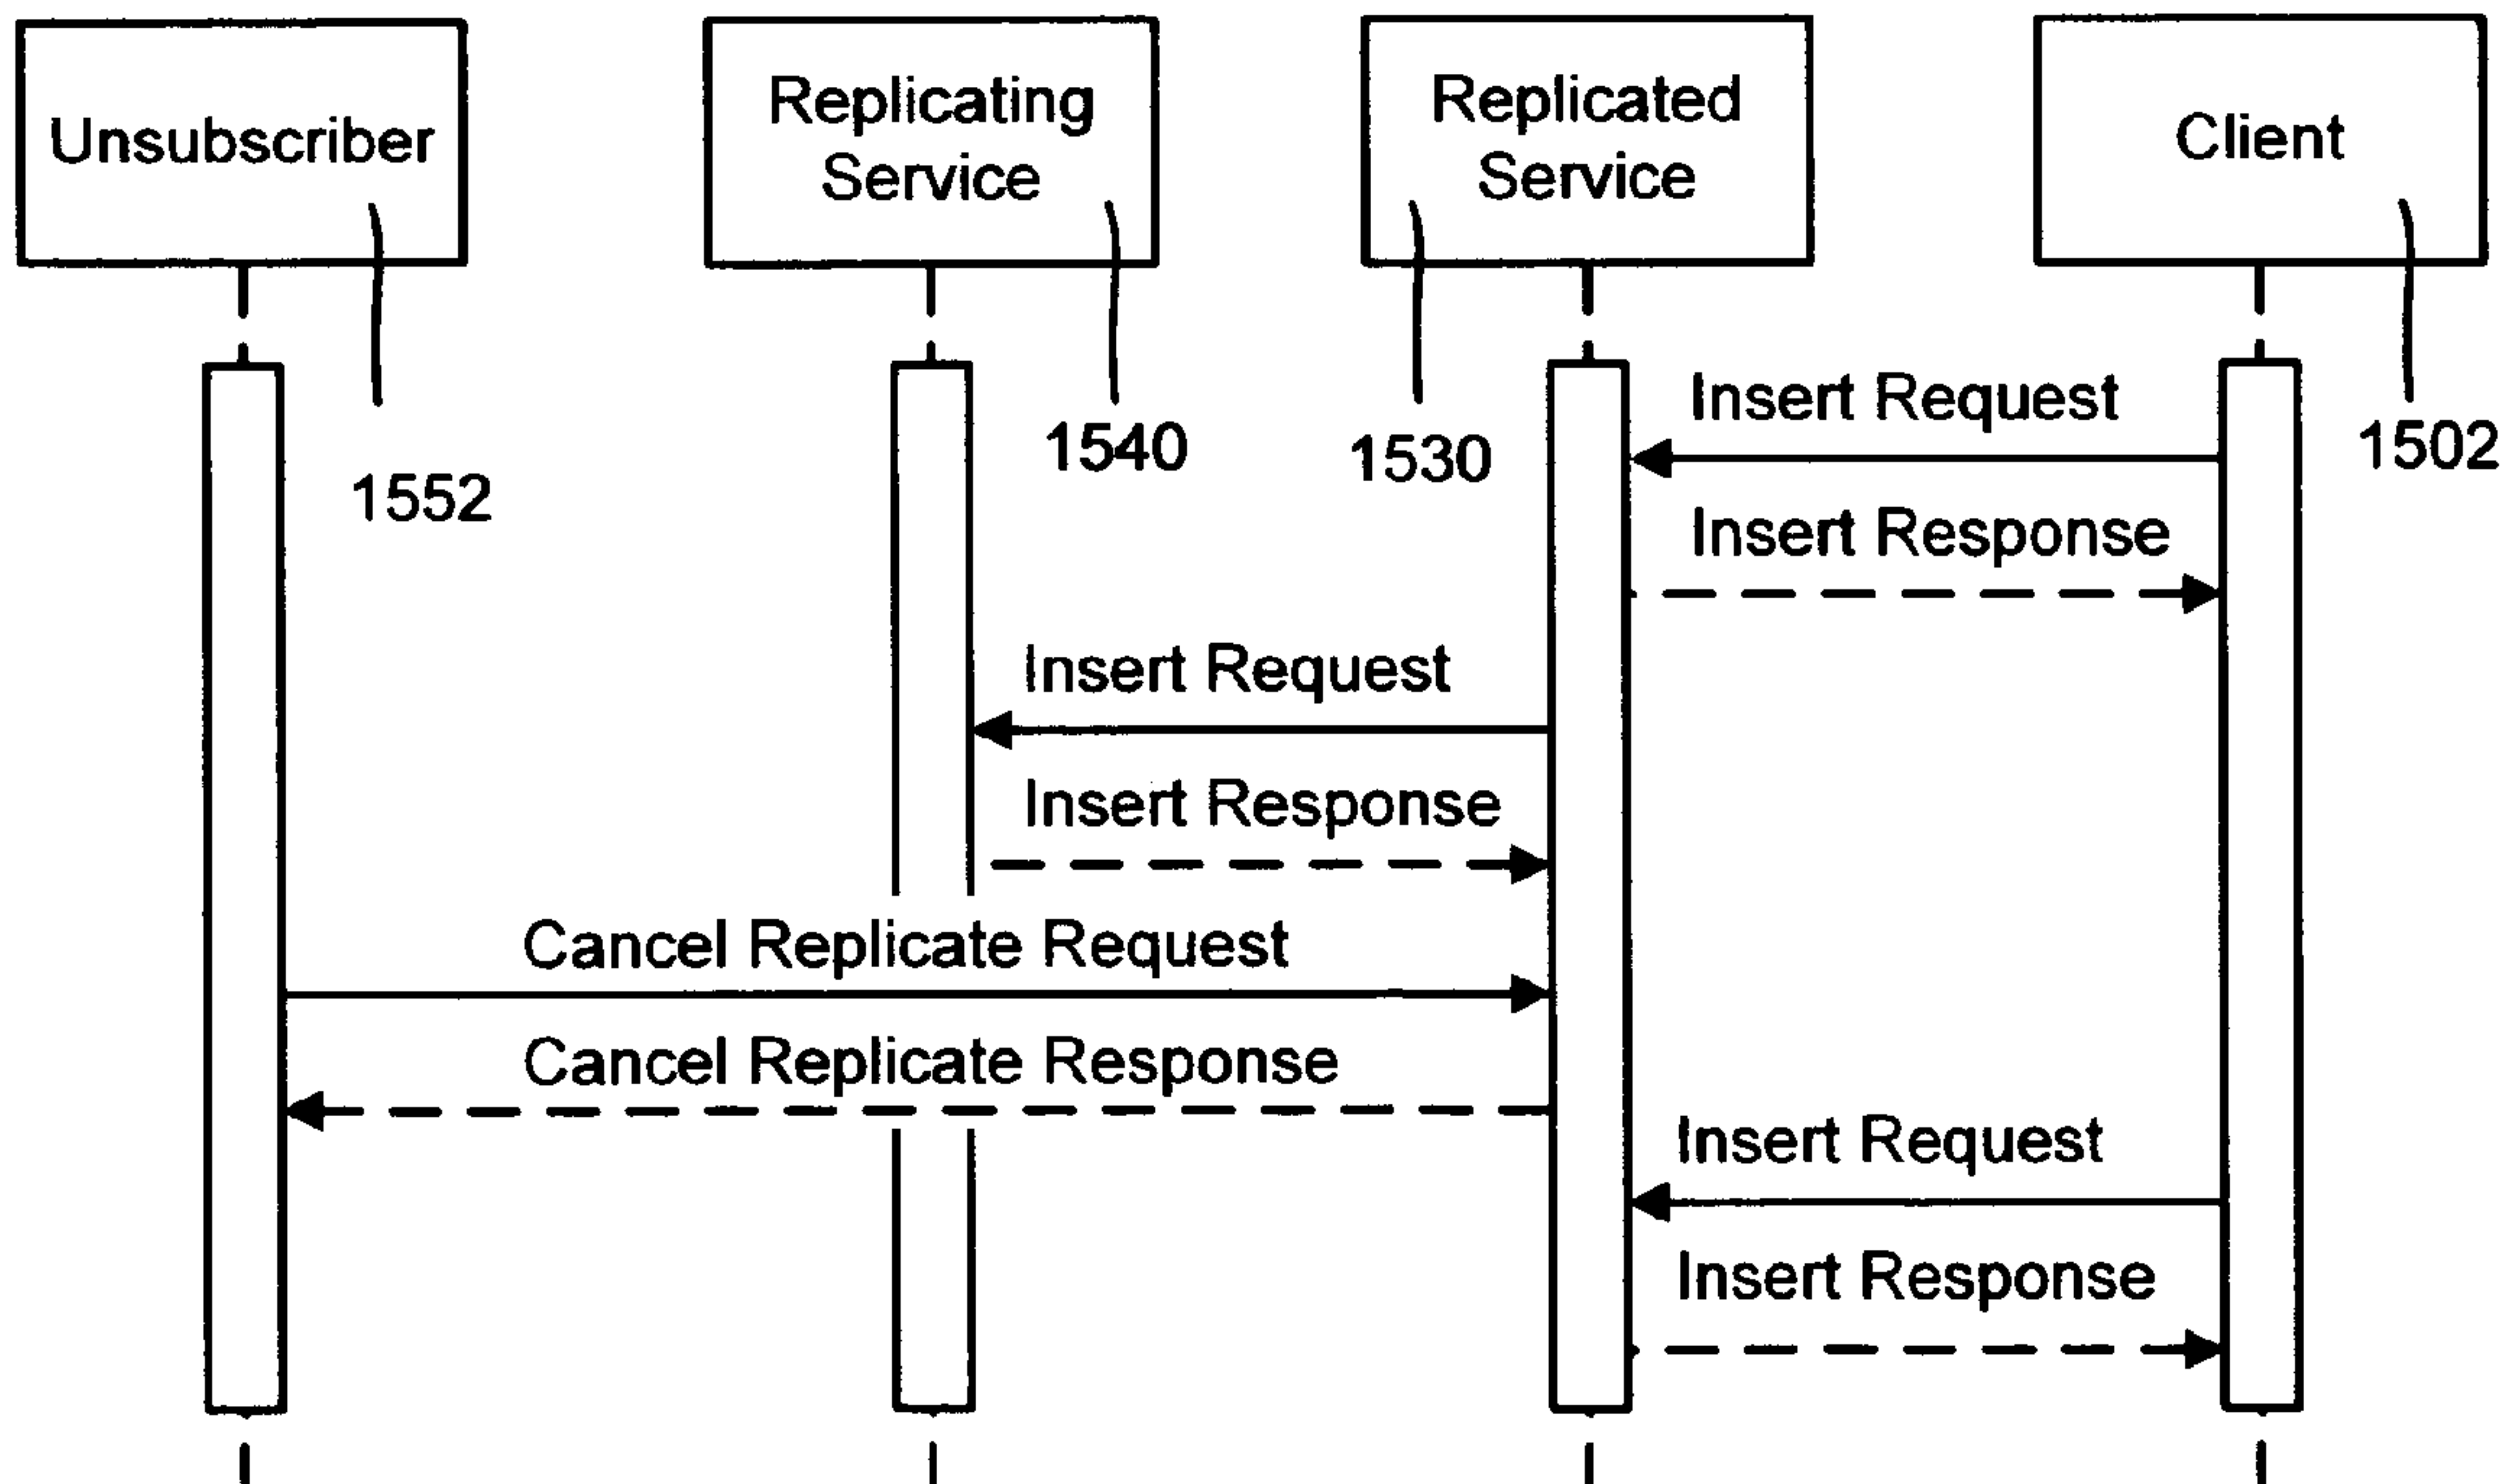 Unsubscriber
Replicating
Service
Replicated
Service
Client
1552
1540
1530
1502
Insert Request
Insert Response
Insert Request
Insert Response
Cancel Replicate Request
Cancel Replicate Response
Insert Request
Insert Response